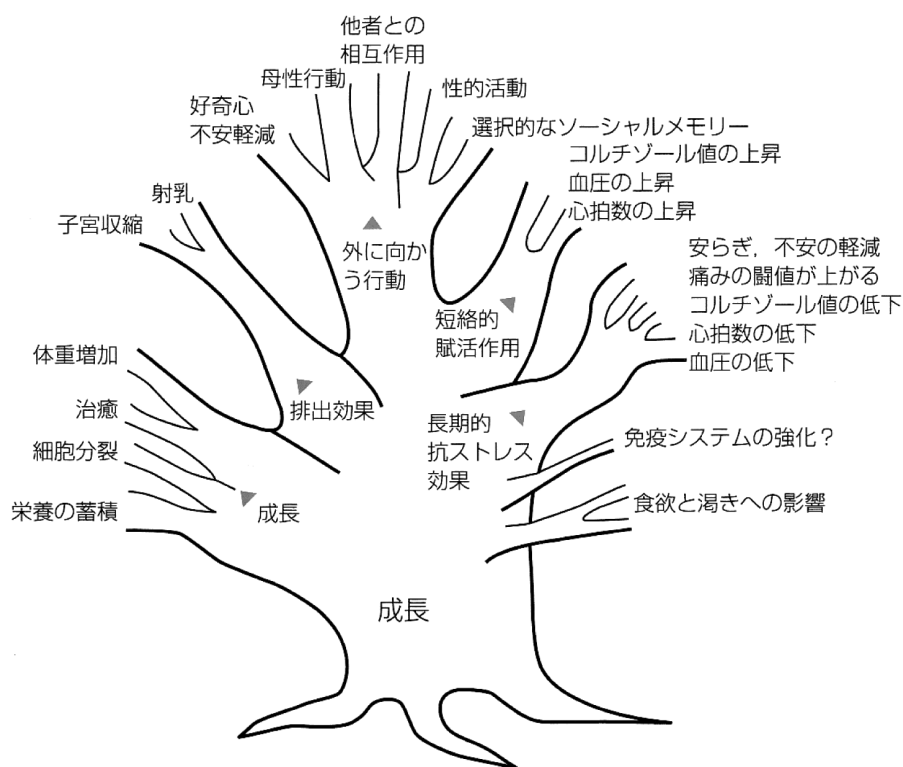 他者との
相互作用
母性行動
性的活動
好奇心
不安軽減
選択的なソーシャルメモリー
コルチゾール値の上昇
血圧の上昇
心拍数の上昇
射乳
子宮収縮
外に向か
う行動
安らぎ，不安の軽減
痛みの閾値が上がる
コルチゾール値の低下
心拍数の低下
血圧の低下
短絡的
賦活作用
体重増加
治癒
細胞分裂
栄養の蓄積
排出効果
長期的
抗ストレス
効果
免疫システムの強化？
食欲と渇きへの影響
成長
成長